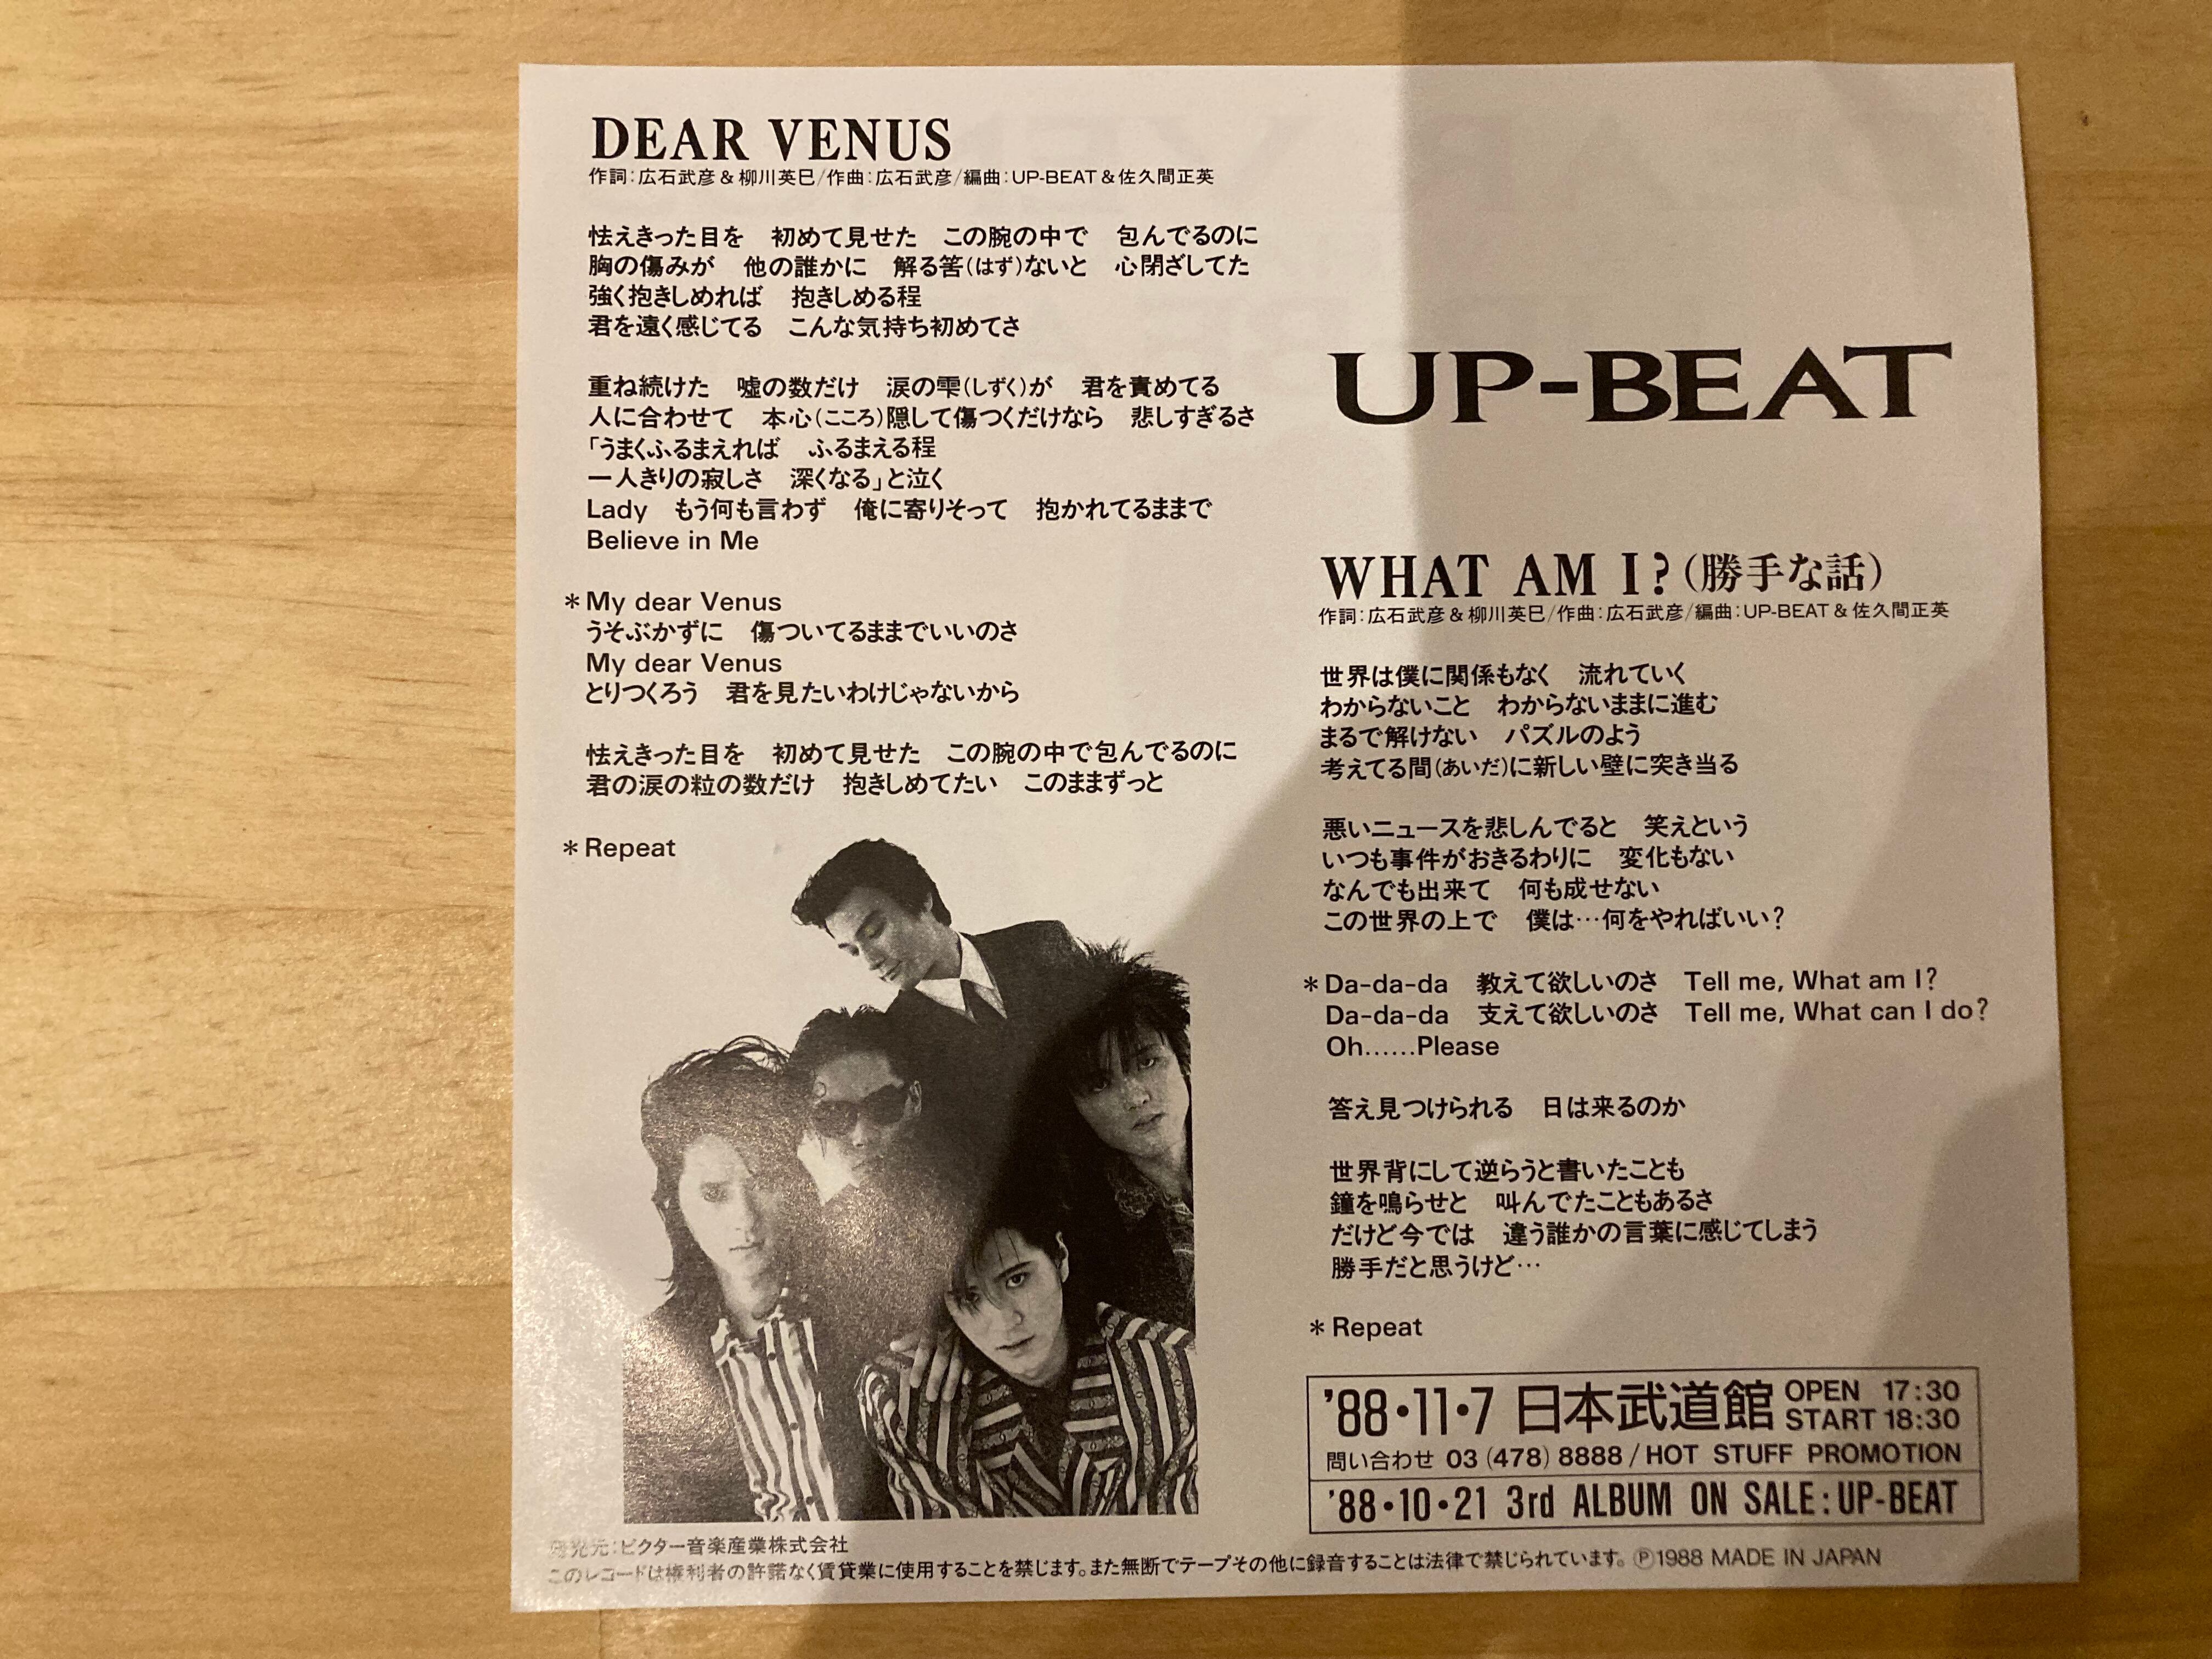 DEAR VENUS
作詞:広石武彦&柳川英巳/作曲:広石武彦/編曲:UP-BEAT&佐久間正英
怯えきった目を　初めて見せた　この腕の中で　包んでるのに
胸の傷みが　他の誰かに　解る筈(はず)ないと　心閉ざしてた
強く抱きしめれば　抱きしめる程
君を遠く感じてる　こんな気持ち初めてさ
重ね続けた　嘘の数だけ　涙の雫(しずく)が　君を責めてる
人に合わせて　本心(こころ)隠して傷つくだけなら　悲しすぎるさ
「うまくふるまえれば　ふるまえる程
一人きりの寂しさ　深くなる」と泣く
Lady　もう何も言わず　俺に寄りそって　抱かれてるままで
Believe in Me
＊My dear Venus
うそぶかずに　傷ついてるままでいいのさ
My dear Venus
とりつくろう　君を見たいわけじゃないから
怯えきった目を　初めて見せた　この腕の中で包んでるのに
君の涙の粒の数だけ　抱きしめてたい　このままずっと
＊Repeat
UP-BEAT
WHAT AM I?(勝手な話)
作詞:広石武彦&柳川英巳/作曲:広石武彦/編曲:UP-BEAT&佐久間正英
世界は僕に関係もなく　流れていく
わからないこと　わからないままに進む
まるで解けない　パズルのよう
考えてる間(あいだ)に新しい壁に突き当る
悪いニュースを悲しんでると　笑えという
いつも事件がおきるわりに　変化もない
なんでも出来て　何も成せない
この世界の上で　僕は…何をやればいい?
＊Da-da-da　教えて欲しいのさ　Tell me, What am I?
Da-da-da　支えて欲しいのさ　Tell me, What can I do?
Oh……Please
答え見つけられる　日は来るのか
世界背にして逆らうと書いたことも
鐘を鳴らせと　叫んでたこともあるさ
だけど今では　違う誰かの言葉に感じてしまう
勝手だと思うけど…
＊Repeat
'88•11•7 日本武道館 OPEN 17:30
START 18:30
問い合わせ 03(478)8888/HOT STUFF PROMOTION
'88•10•21 3rd ALBUM ON SALE:UP-BEAT
発売元:ビクター音楽産業株式会社
このレコードは権利者の許諾なく賃貸業に使用することを禁じます。また無断でテープその他に録音することは法律で禁じられています。Ⓟ1988 MADE IN JAPAN